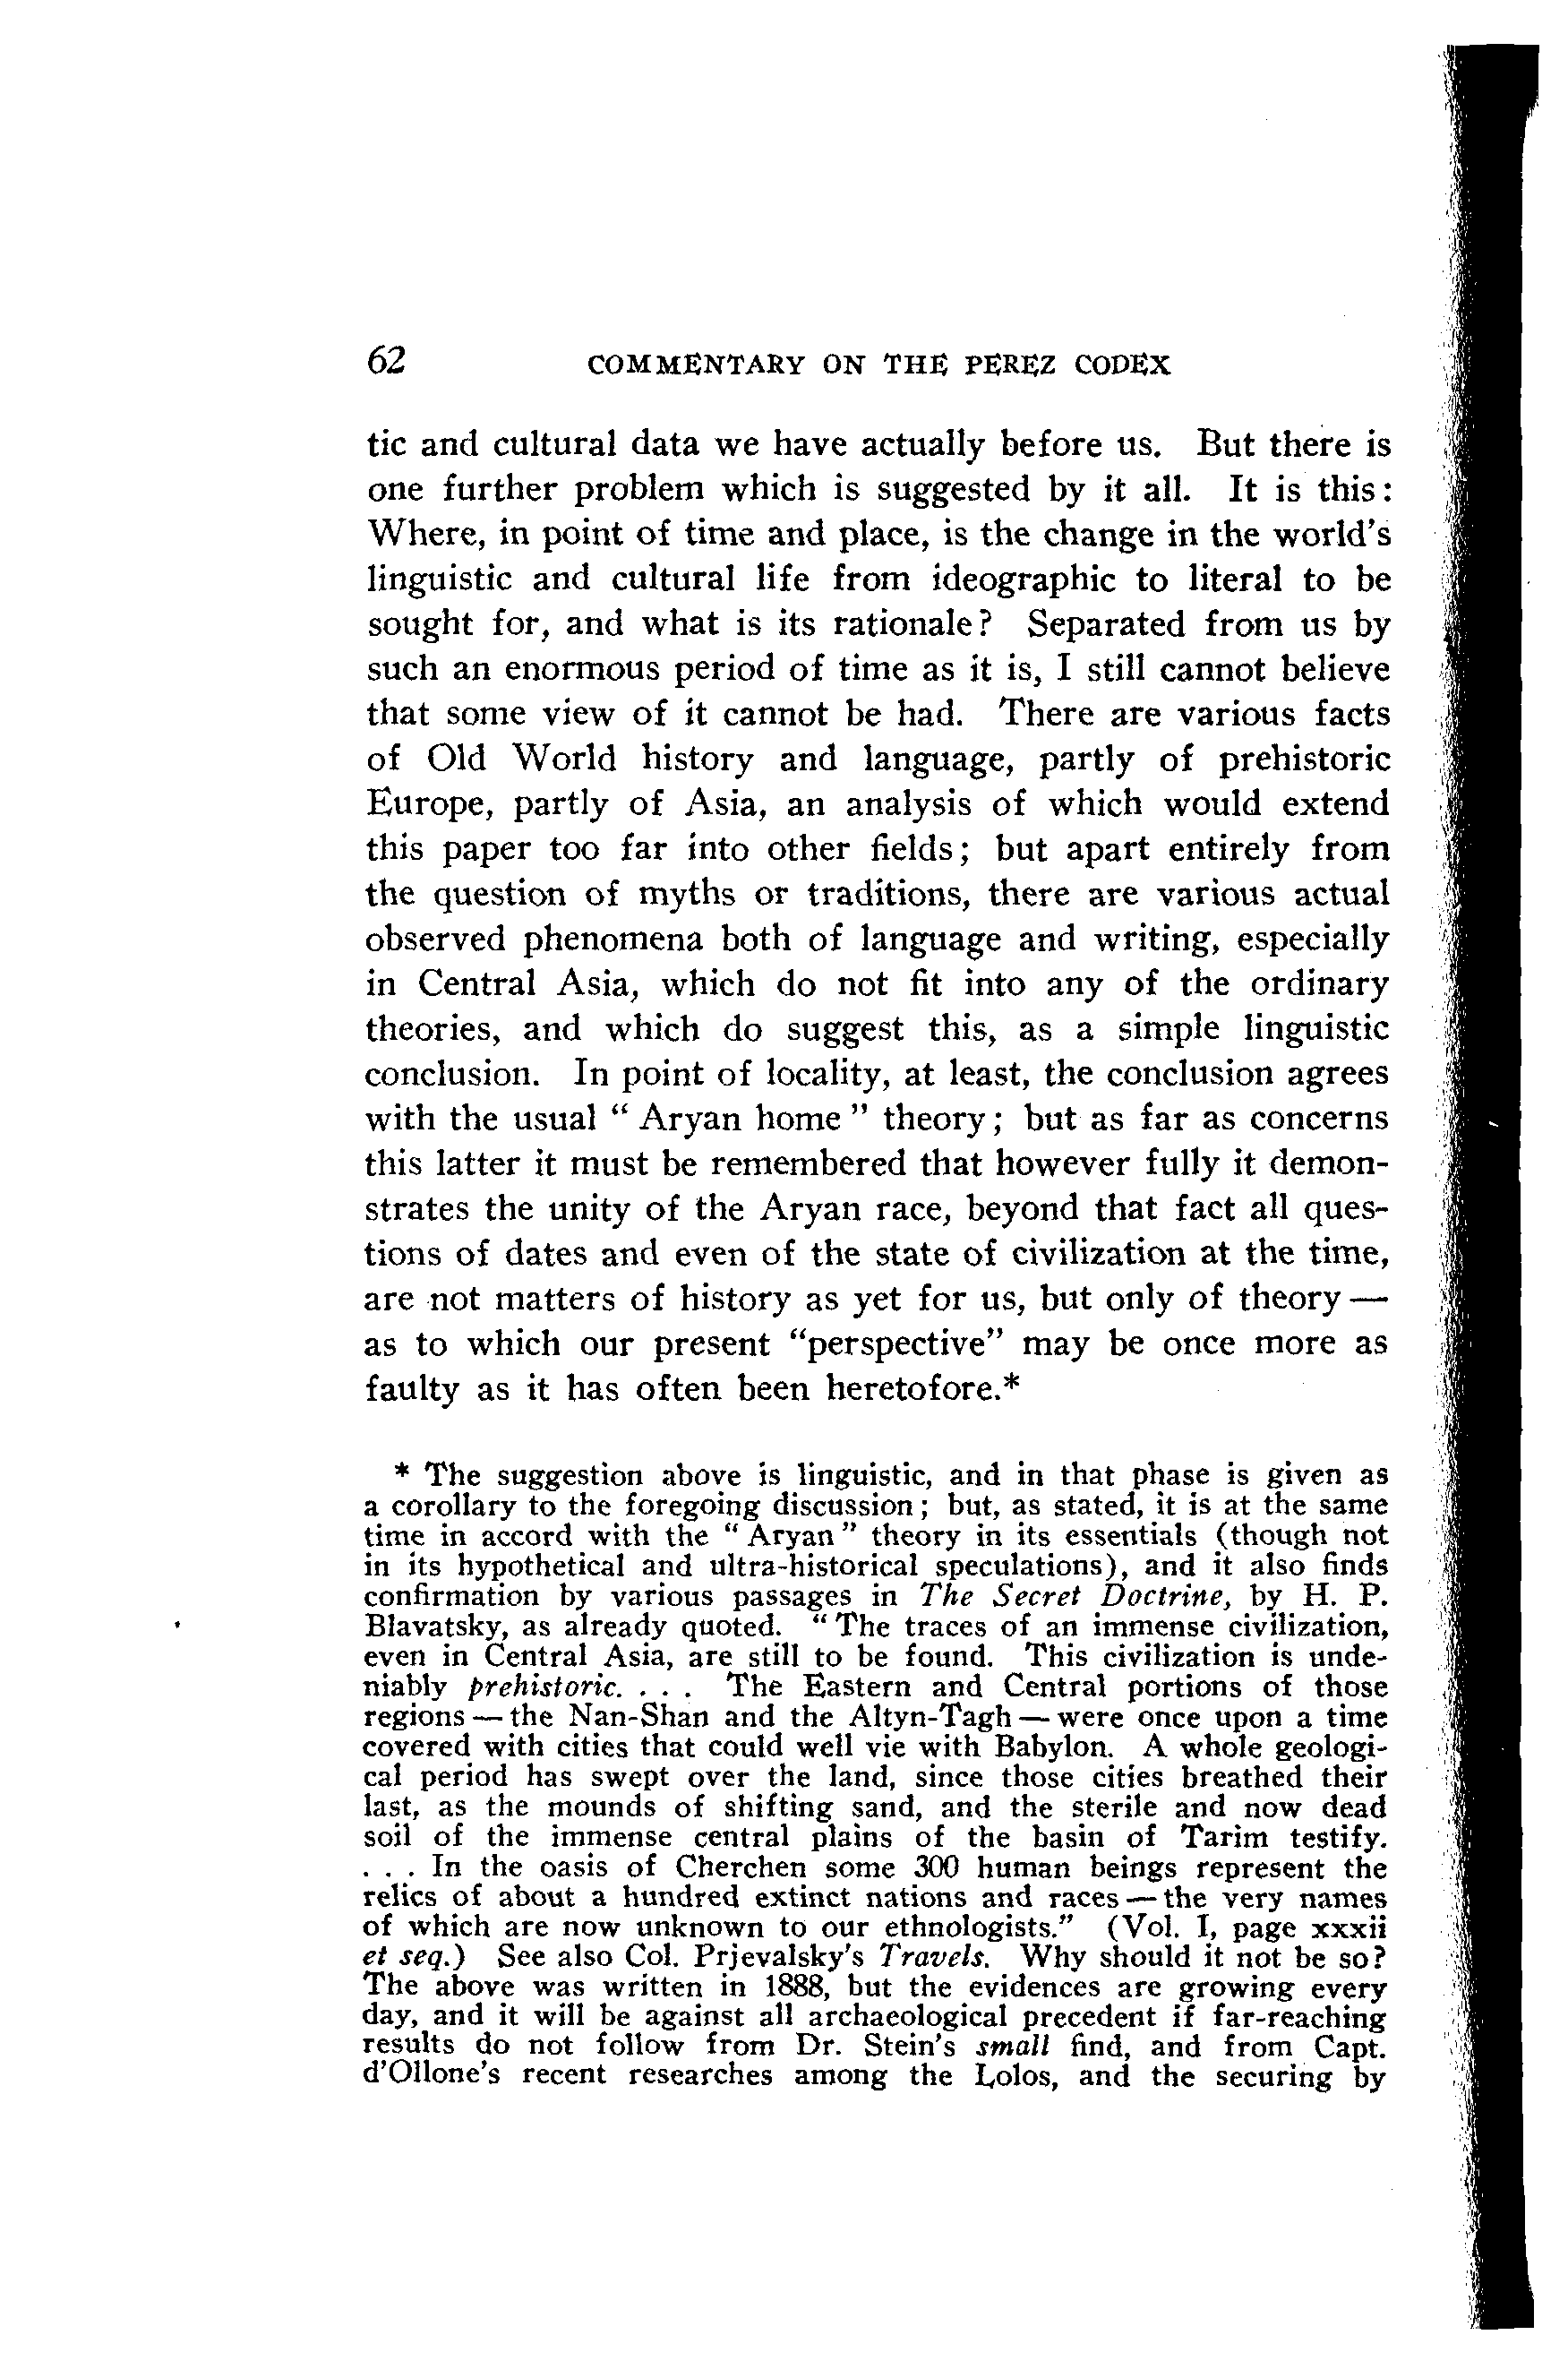 62 COMMENTARY ON THE PEREZ CODEX
tic and cultural data we have actually before us. But there is
one further problem which is suggested by it all. It is this:
Where, in point of time and place, is the change in the world's
linguistic and cultural life from ideographic to literal to be
sought for, and what is its rationale? Separated from us by
such an enormous period of time as it is, I still cannot believe
that some view of it cannot be had. There are various facts
of Old World history and language, partly of prehistoric
Europe, partly of Asia, an analysis of which would extend
this paper too far into other fields; but apart entirely from
the question of myths or traditions, there are various actual
observed phenomena both of language and writing, especially
in Central Asia, which do not fit into any of the ordinary
theories, and which do suggest this, as a simple linguistic
conclusion. In point of locality, at least, the conclusion agrees
with the usual " Aryan home " theory; but as far as concerns
this latter it must be remembered that however fully it demon-
strates the unity of the Aryan race, beyond that fact all ques-
tions of dates and even of the state of civilization at the time,
are not matters of history as yet for us, but only of theory —
as to which our present "perspective" may be once more as
faulty as it has often been heretofore.*
* The suggestion above is linguistic, and in that phase is given as
a corollary to the foregoing discussion; but, as stated, it is at the same
time in accord with the " Aryan " theory in its essentials (though not
in its hypothetical and ultra-historical speculations), and it also finds
confirmation by various passages in The Secret Doctrine, by H. P.
Blavatsky, as already quoted. " The traces of an immense civilization,
even in Central Asia, are still to be found. This civilization is unde-
niably prehistoric. . . . The Eastern and Central portions of those
regions — the Nan-Shan and the Altyn-Tagh — were once upon a time
covered with cities that could well vie with Babylon. A whole geologi-
cal period has swept over the land, since those cities breathed their
last, as the mounds of shifting sand, and the sterile and now dead
soil of the immense central plains of the basin of Tarim testify.
. . . In the oasis of Cherchen some 300 human beings represent the
relics of about a hundred extinct nations and races — the very names
of which are now unknown to our ethnologists." (Vol. I, page xxxii
et seq.) See also Col. Prjevalsky's Travels. Why should it not be so?
The above was written in 1888, but the evidences are growing every
day, and it will be against all archaeological precedent if far-reaching
results do not follow from Dr. Stein's small find, and from Capt.
d'Ollone's recent researches among the Lolos, and the securing by